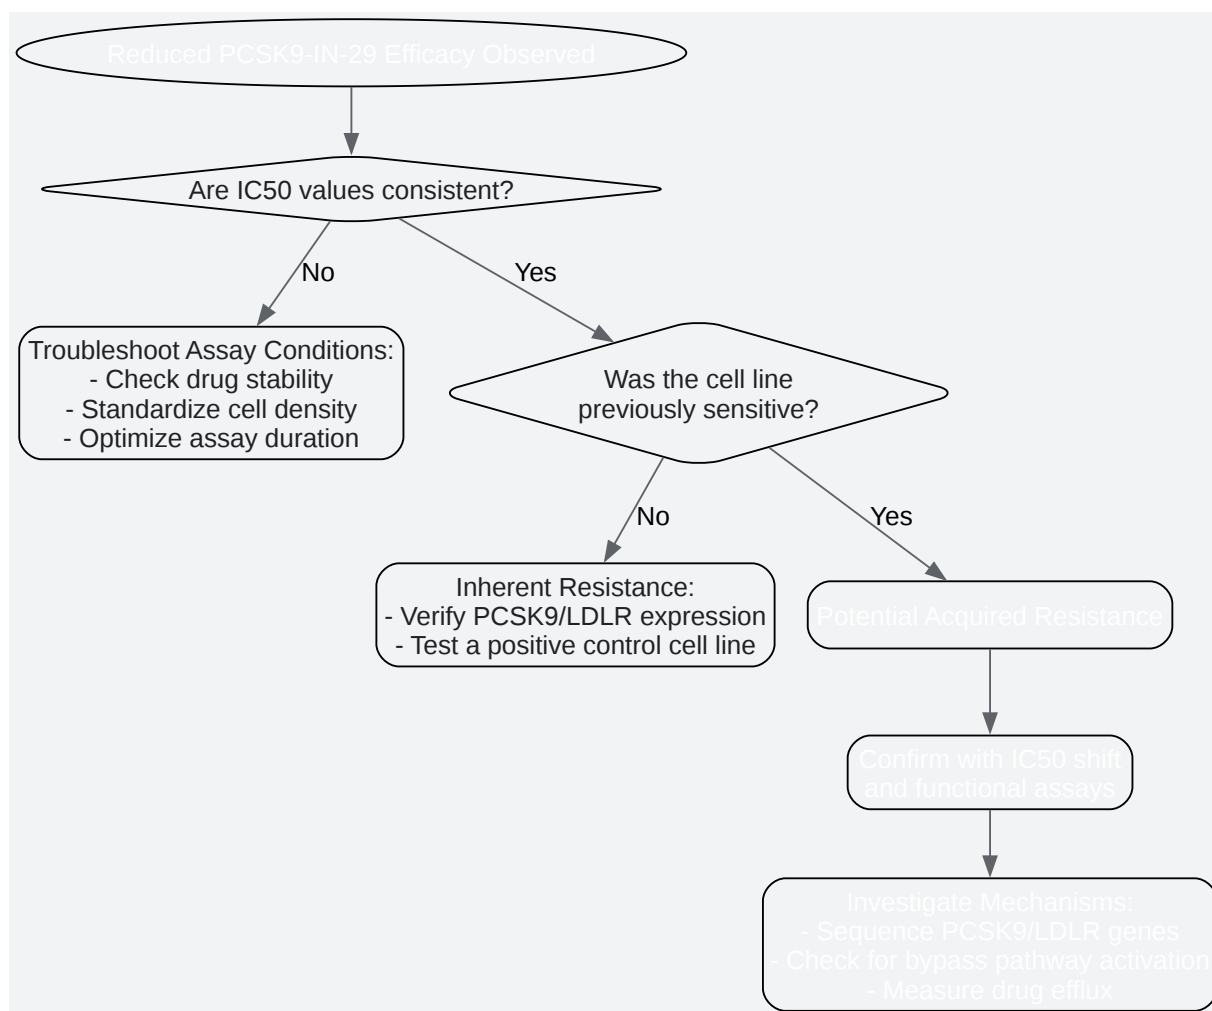 Reduced PCSK9-IN-29 Efficacy Observed
Are IC50 values consistent?
No
Yes
Troubleshoot Assay Conditions:
- Check drug stability
- Standardize cell density
- Optimize assay duration
Was the cell line
previously sensitive?
No
Yes
Inherent Resistance:
- Verify PCSK9/LDLR expression
- Test a positive control cell line
Potential Acquired Resistance
Confirm with IC50 shift
and functional assays
Investigate Mechanisms:
- Sequence PCSK9/LDLR genes
- Check for bypass pathway activation
- Measure drug efflux